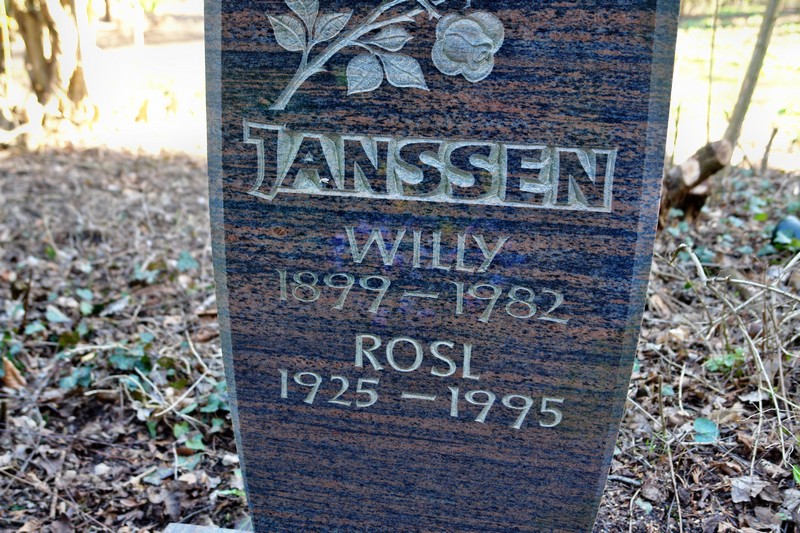 JANSSEN
WILLY
1899 – 1982
ROSL
1925 – 1995